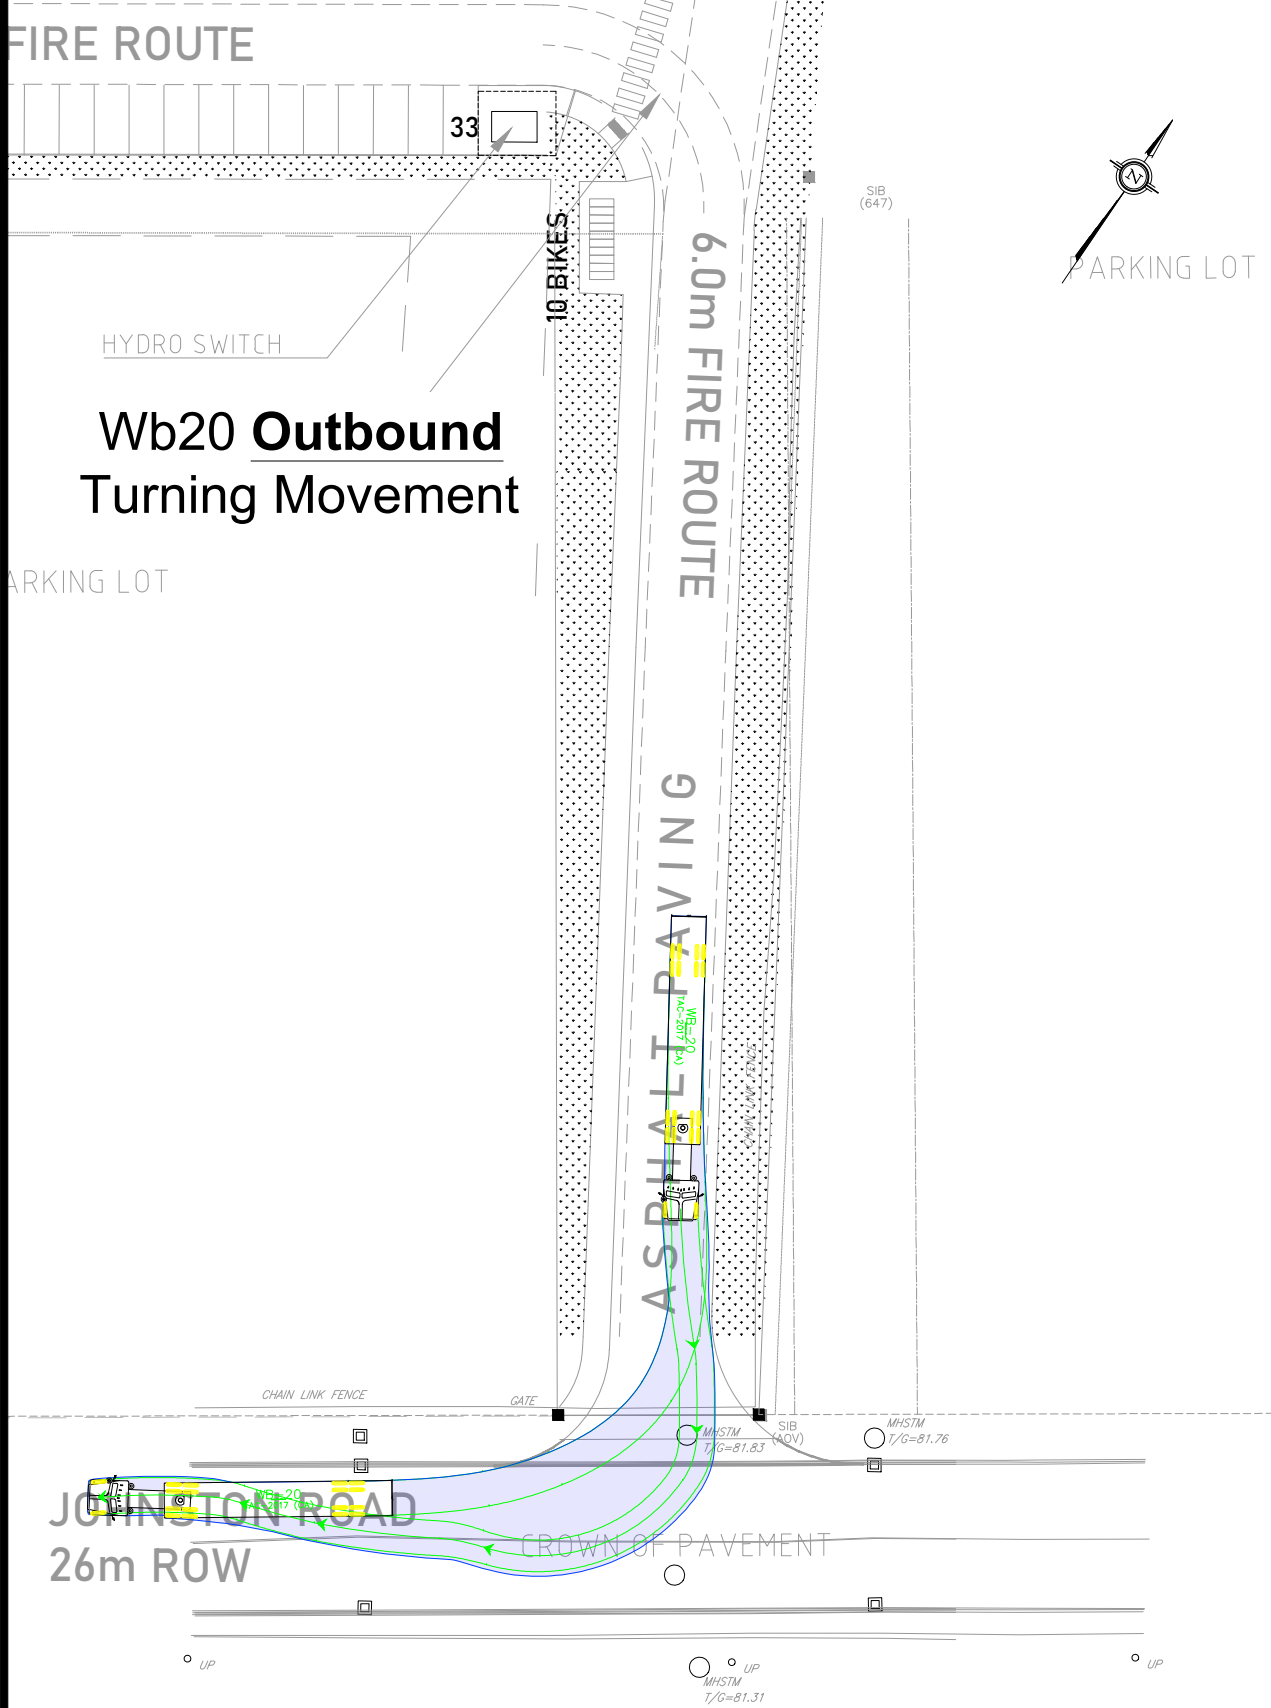 FIRE ROUTE
33
SIB
(647)
N
PARKING LOT
10 BIKES
6.0m FIRE ROUTE
HYDRO SWITCH
Wb20 Outbound
Turning Movement
ARKING LOT
ASPHALT PAVING
WB-20
TAC-2017 (CA)
CHAIN LINK FENCE
CHAIN LINK FENCE
GATE
MHSTM
T/G=81.83
SIB
(AOV)
MHSTM
T/G=81.76
WB-20
JOHNSTON ROAD
26m ROW
CROWN OF PAVEMENT
UP
UP
UP
MHSTM
T/G=81.31